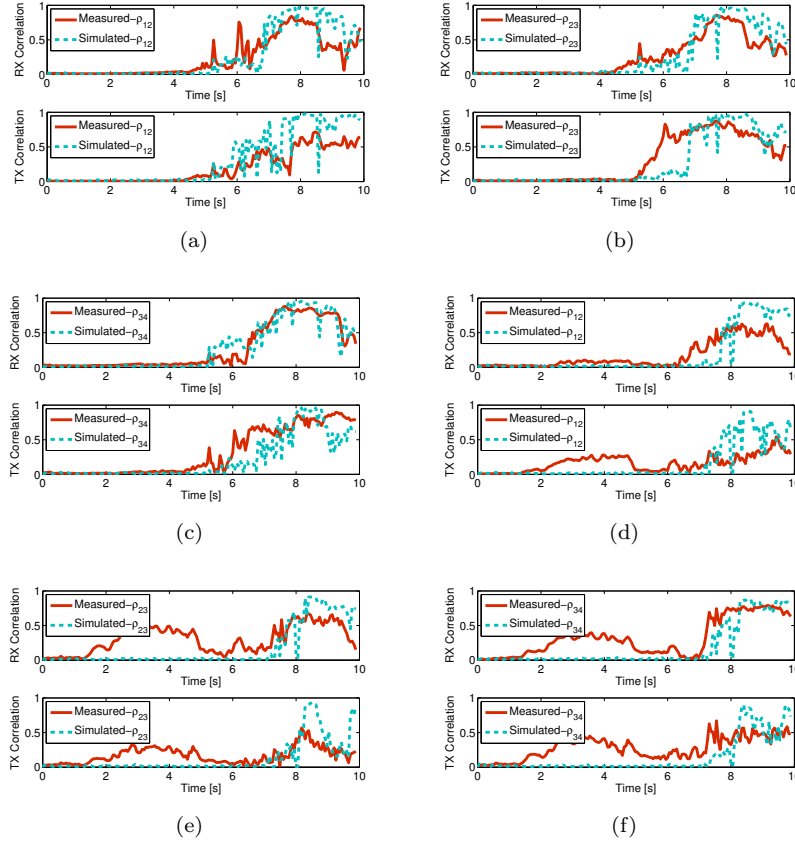 RX Correlation
1
0.5
0
Measured-ρ12
Simulated-ρ12
0 2 4 6 8 10
Time [s]
TX Correlation
1
0.5
0
Measured-ρ12
Simulated-ρ12
0 2 4 6 8 10
Time [s]
(a)
RX Correlation
1
0.5
0
Measured-ρ23
Simulated-ρ23
0 2 4 6 8 10
Time [s]
TX Correlation
1
0.5
0
Measured-ρ23
Simulated-ρ23
0 2 4 6 8 10
Time [s]
(b)
RX Correlation
1
0.5
0
Measured-ρ34
Simulated-ρ34
0 2 4 6 8 10
Time [s]
TX Correlation
1
0.5
0
Measured-ρ34
Simulated-ρ34
0 2 4 6 8 10
Time [s]
(c)
RX Correlation
1
0.5
0
Measured-ρ12
Simulated-ρ12
0 2 4 6 8 10
Time [s]
TX Correlation
1
0.5
0
Measured-ρ12
Simulated-ρ12
0 2 4 6 8 10
Time [s]
(d)
RX Correlation
1
0.5
0
Measured-ρ23
Simulated-ρ23
0 2 4 6 8 10
Time [s]
TX Correlation
1
0.5
0
Measured-ρ23
Simulated-ρ23
0 2 4 6 8 10
Time [s]
(e)
RX Correlation
1
0.5
0
Measured-ρ34
Simulated-ρ34
0 2 4 6 8 10
Time [s]
TX Correlation
1
0.5
0
Measured-ρ34
Simulated-ρ34
0 2 4 6 8 10
Time [s]
(f)